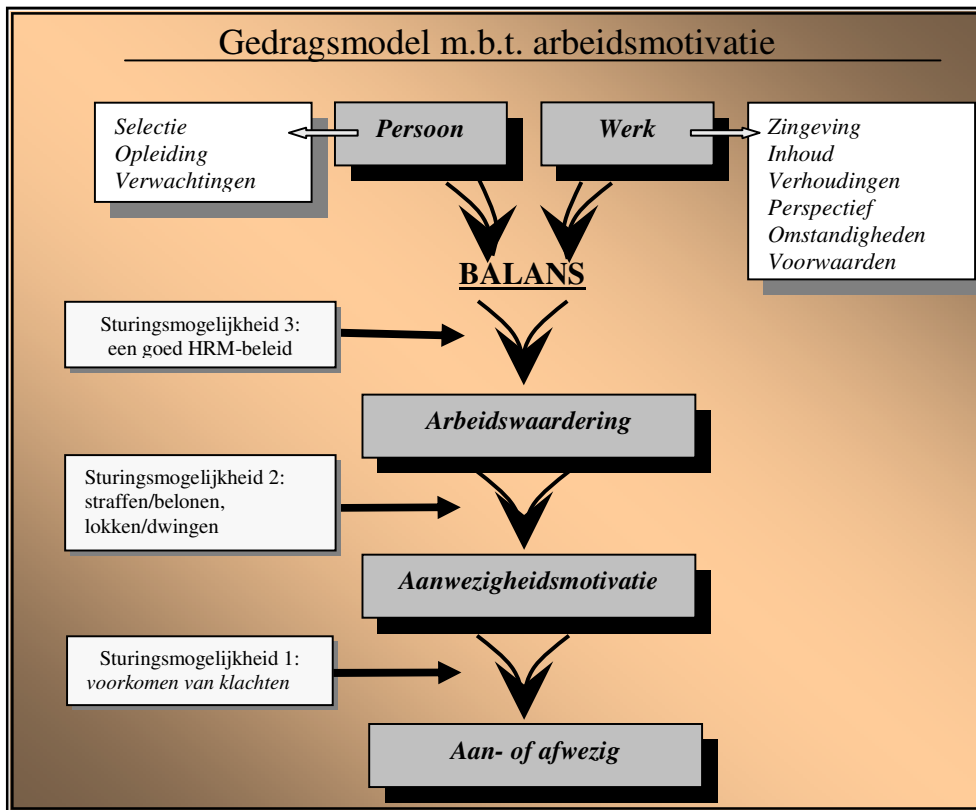 Gedragsmodel m.b.t. arbeidsmotivatie
Selectie
Opleiding
Verwachtingen
Persoon
Werk
Zingeving
Inhoud
Verhoudingen
Perspectief
Omstandigheden
Voorwaarden
BALANS
Sturingsmogelijkheid 3:
een goed HRM-beleid
Arbeidswaardering
Sturingsmogelijkheid 2:
straffen/belonen,
lokken/dwingen
Aanwezigheidsmotivatie
Sturingsmogelijkheid 1:
voorkomen van klachten
Aan- of afwezig